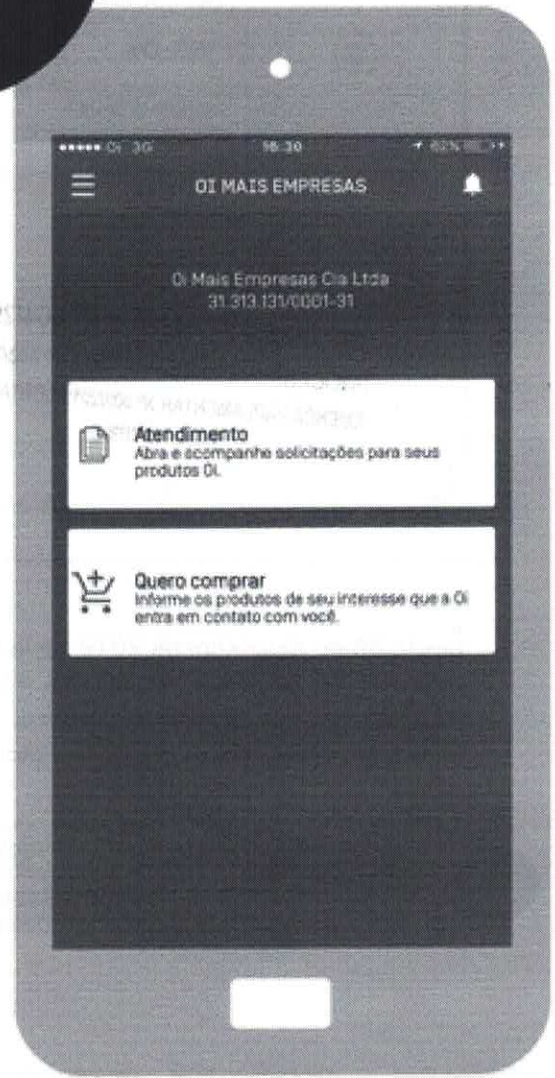 Oi 3G 16:30 62%
OI MAIS EMPRESAS
Oi Mais Empresas Cia Ltda
31.313.131/0001-31
Atendimento
Abra e acompanhe solicitações para seus
produtos Oi.
Quero comprar
Informe os produtos de seu interesse que a Oi
entra em contato com você.